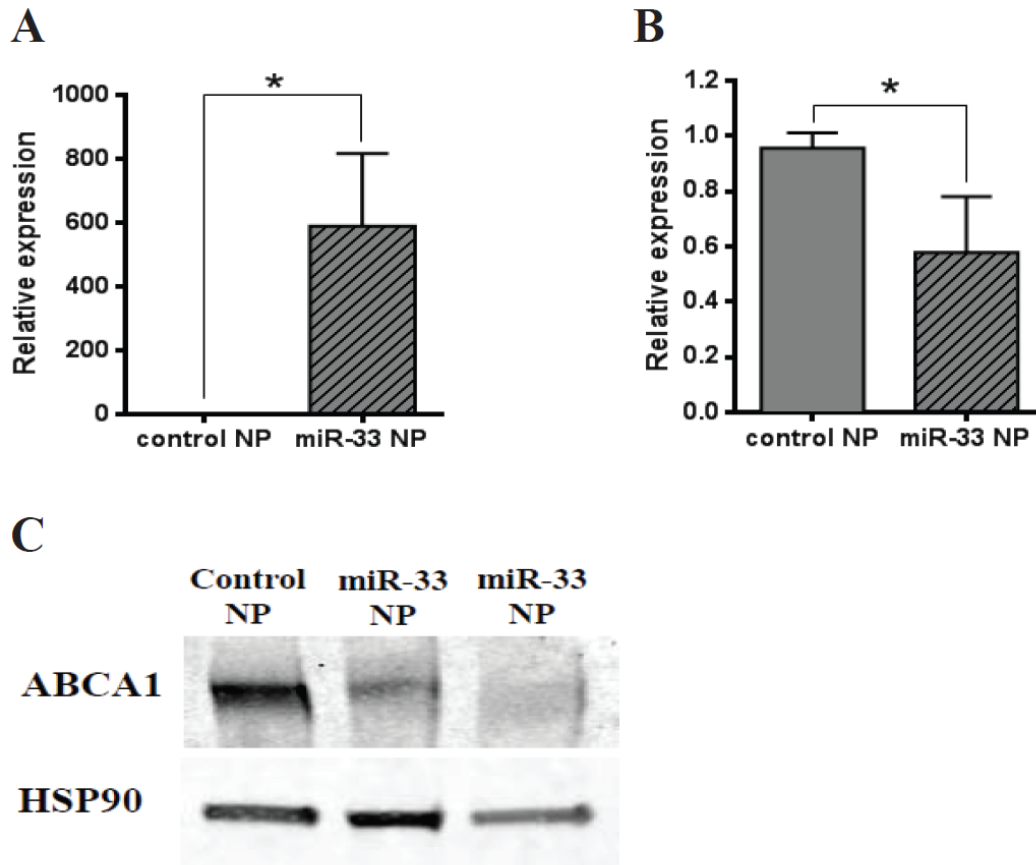 A
*
Relative expression
1000
800
600
400
200
0
control NP miR-33 NP
B
*
Relative expression
1.2
1.0
0.8
0.6
0.4
0.2
0.0
control NP miR-33 NP
C
Control miR-33 miR-33
NP NP NP
ABCA1
HSP90